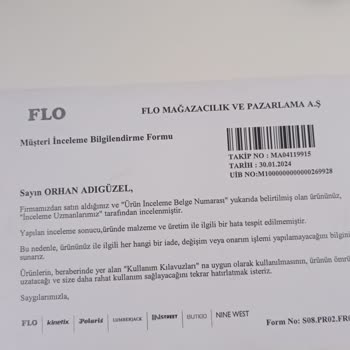 FLO
FLO MAĞAZACILIK VE PAZARLAMA A.Ş
Müşteri İnceleme Bilgilendirme Formu
TAKİP NO : MA04119915
TARİH : 30.01.2024
UİB NO:M1000000000000269928
Sayın ORHAN ADIGÜZEL,
Firmamızdan satın aldığınız ve "Ürün İnceleme Belge Numarası" yukarıda belirtilmiş olan ürününüz,
"İnceleme Uzmanlarımız" tarafından incelenmiştir.
Yapılan inceleme sonucu,üründe malzeme ve üretim ile ilgili bir hata tespit edilmemiştir.
Bu nedenle, ürününüz ile ilgili her hangi bir iade, değişim veya onarım işlemi yapılamayacağını bilgini
sunarız.
Ürünlerin, beraberinde yer alan "Kullanım Kılavuzları" na uygun olarak kullanılmasının, ürünün ömrü
uzatacağı ve size daha rahat kullanım sağlayacağını tekrar hatırlatmak isteriz.
Saygılarımızla,
FLO kinetix Polaris LUMBERJACK INSTREET BUTIGO NINE WEST
Form No: S08.PR02.FR0